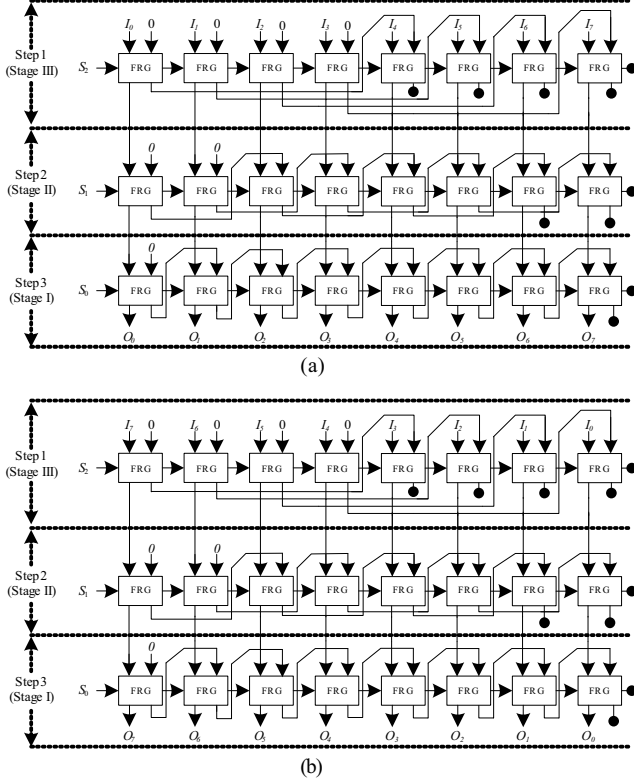 I0 0 I1 0 I2 0 I3 0 I4 I5 I6 I7
Step 1
(Stage III)
S2 FRG FRG FRG FRG FRG FRG FRG FRG
0 0
Step 2
(Stage II)
S1 FRG FRG FRG FRG FRG FRG FRG FRG
0
Step 3
(Stage I)
S0 FRG FRG FRG FRG FRG FRG FRG FRG
O0 O1 O2 O3 O4 O5 O6 O7
(a)
I7 0 I6 0 I5 0 I4 0 I3 I2 I1 I0
Step 1
(Stage III)
S2 FRG FRG FRG FRG FRG FRG FRG FRG
0 0
Step 2
(Stage II)
S1 FRG FRG FRG FRG FRG FRG FRG FRG
0
Step 3
(Stage I)
S0 FRG FRG FRG FRG FRG FRG FRG FRG
O7 O6 O5 O4 O3 O2 O1 O0
(b)